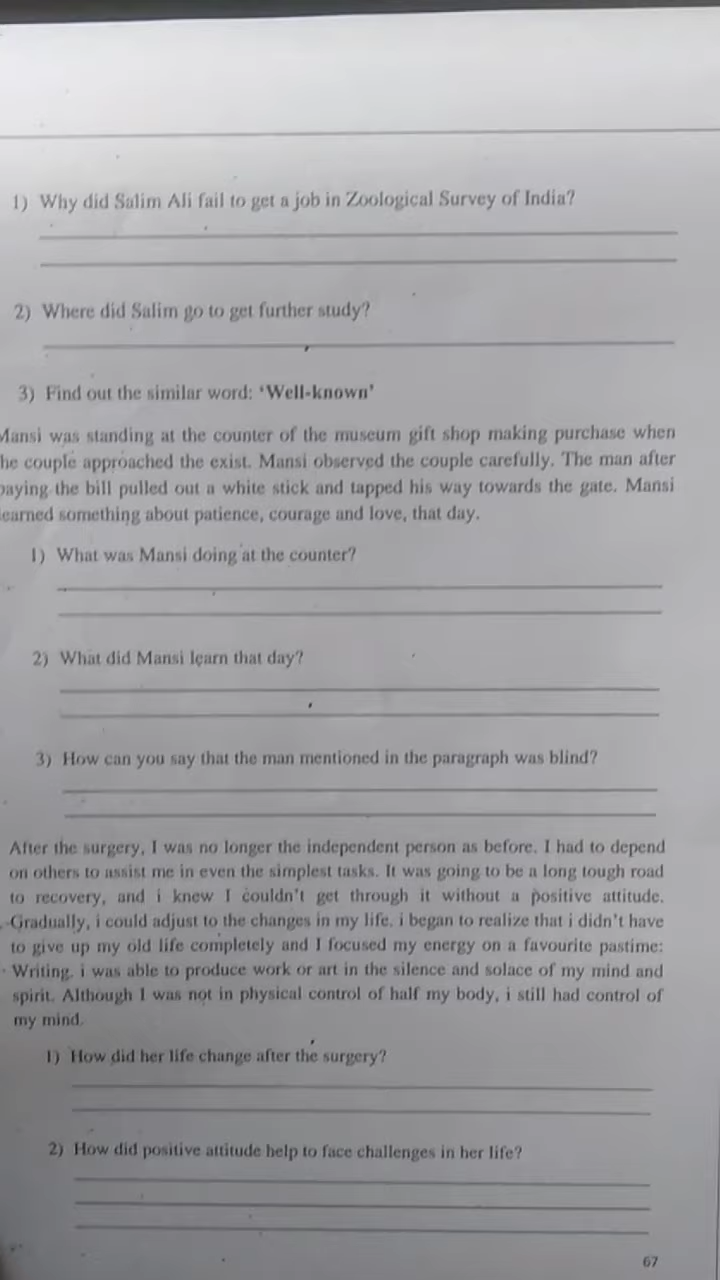 1) Why did Salim Ali fail to get a job in Zoological Survey of India?
2) Where did Salim go to get further study?
3) Find out the similar word: ‘Well-known’
Mansi was standing at the counter of the museum gift shop making purchase when
he couple approached the exist. Mansi observed the couple carefully. The man after
paying the bill pulled out a white stick and tapped his way towards the gate. Mansi
learned something about patience, courage and love, that day.
1) What was Mansi doing at the counter?
2) What did Mansi learn that day?
3) How can you say that the man mentioned in the paragraph was blind?
After the surgery, I was no longer the independent person as before. I had to depend
on others to assist me in even the simplest tasks. It was going to be a long tough road
to recovery, and i knew I couldn't get through it without a positive attitude.
Gradually, i could adjust to the changes in my life. i began to realize that i didn't have
to give up my old life completely and I focused my energy on a favourite pastime:
Writing. i was able to produce work or art in the silence and solace of my mind and
spirit. Although I was not in physical control of half my body, i still had control of
my mind.
1) How did her life change after the surgery?
2) How did positive attitude help to face challenges in her life?
67